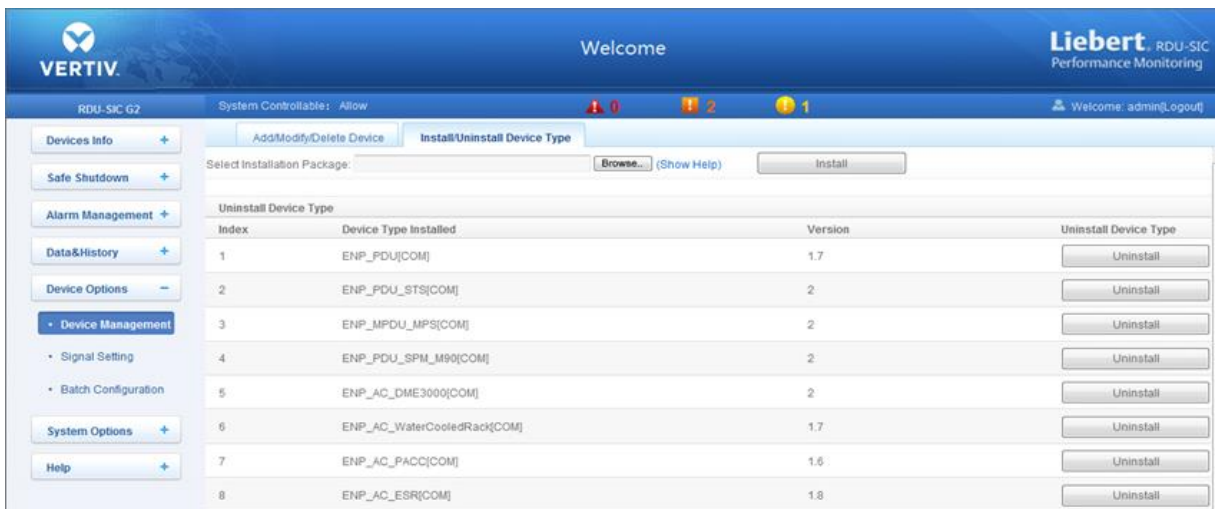 VERTIV.
Welcome
Liebert. RDU-SIC
Performance Monitoring
RDU-SIC G2
System Controllable: Allow
0
2
1
Welcome: admin[Logout]
Devices Info +
Safe Shutdown +
Alarm Management +
Data&History +
Device Options −
• Device Management
• Signal Setting
• Batch Configuration
System Options +
Help +
Add/Modify/Delete Device
Install/Uninstall Device Type
Select Installation Package: Browse.. (Show Help) Install
Uninstall Device Type
Index Device Type Installed Version Uninstall Device Type
1 ENP_PDU[COM] 1.7 Uninstall
2 ENP_PDU_STS[COM] 2 Uninstall
3 ENP_MPDU_MPS[COM] 2 Uninstall
4 ENP_PDU_SPM_M90[COM] 2 Uninstall
5 ENP_AC_DME3000[COM] 2 Uninstall
6 ENP_AC_WaterCooledRack[COM] 1.7 Uninstall
7 ENP_AC_PACC[COM] 1.6 Uninstall
8 ENP_AC_ESR[COM] 1.8 Uninstall